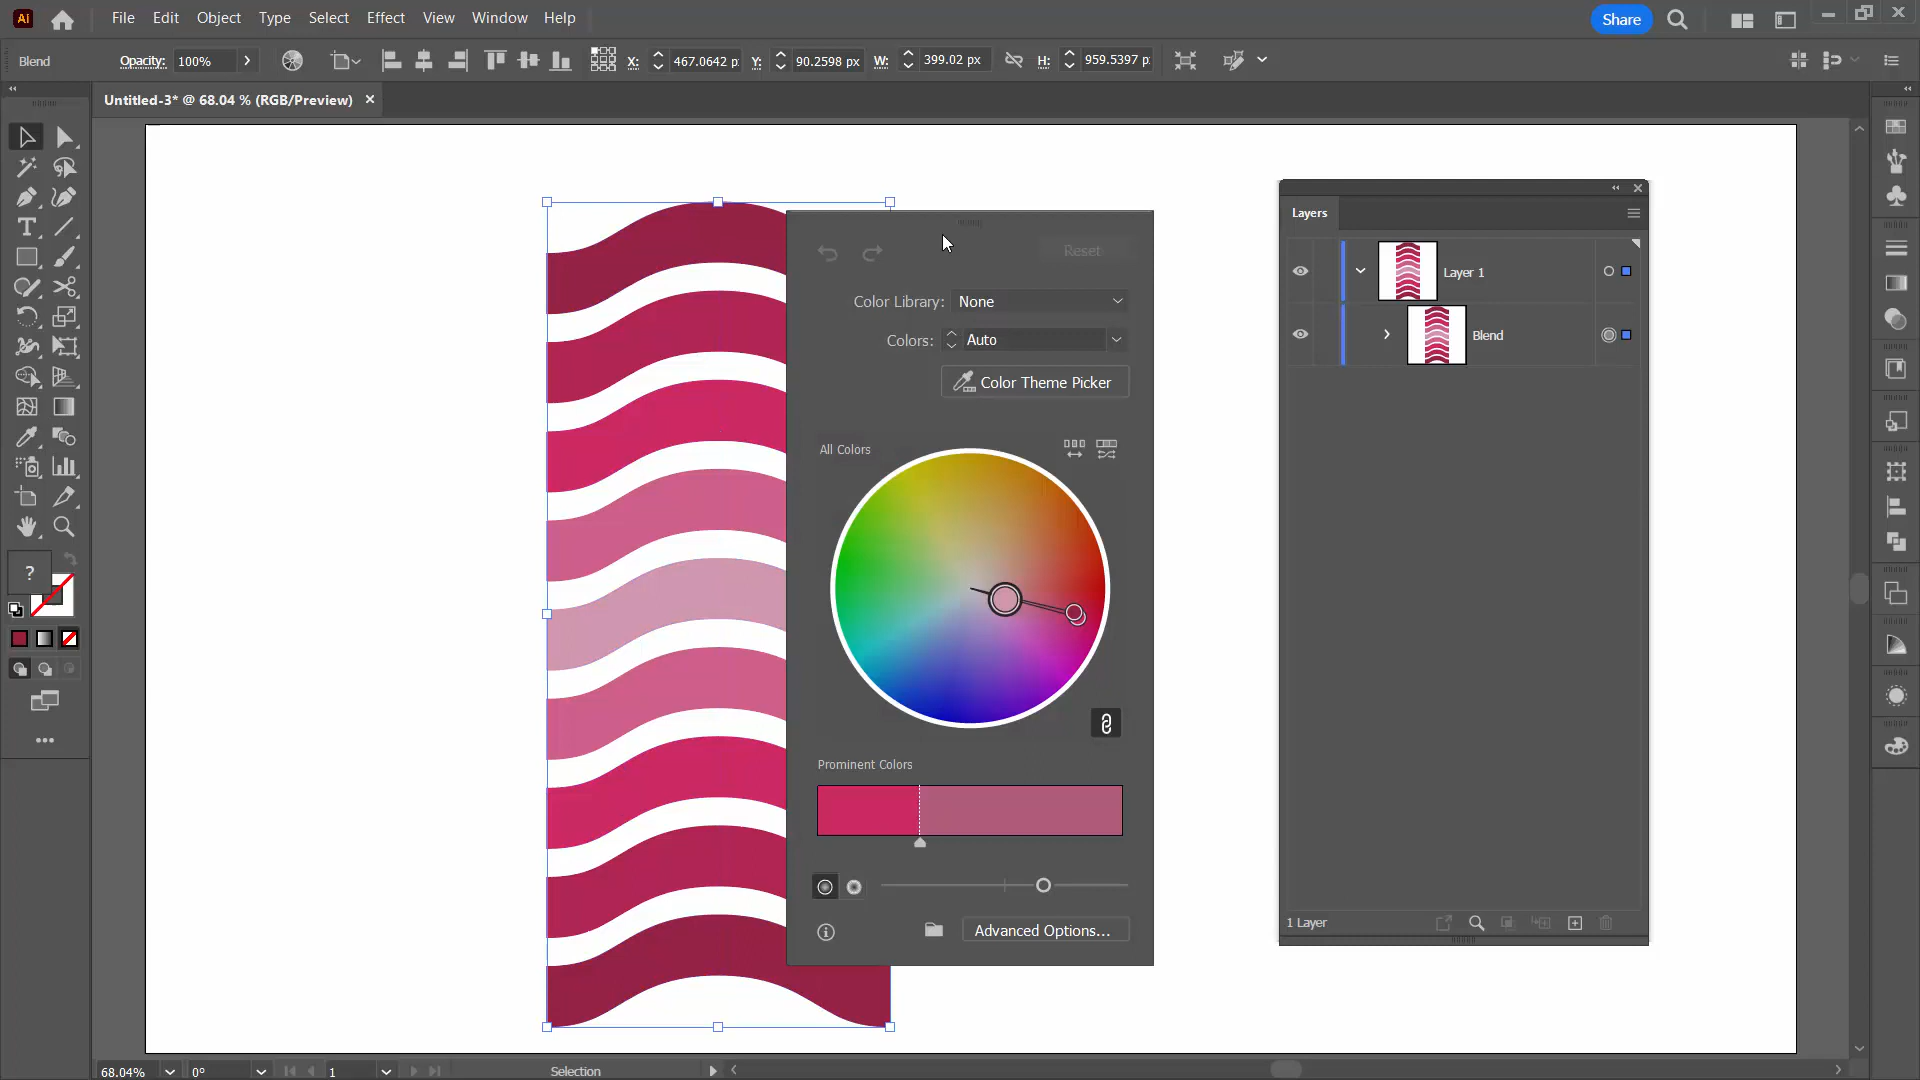 Ai File Edit Object Type Select Effect View Window Help Share
Blend Opacity: 100% X: 467.0642 p Y: 90.2598 px W: 399.02 px H: 959.5397 p
Untitled-3* @ 68.04 % (RGB/Preview)
Reset
Color Library: None
Colors: Auto
Color Theme Picker
All Colors
Prominent Colors
Advanced Options...
Layers
Layer 1
Blend
1 Layer
T
?
68.04% 0° 1 Selection